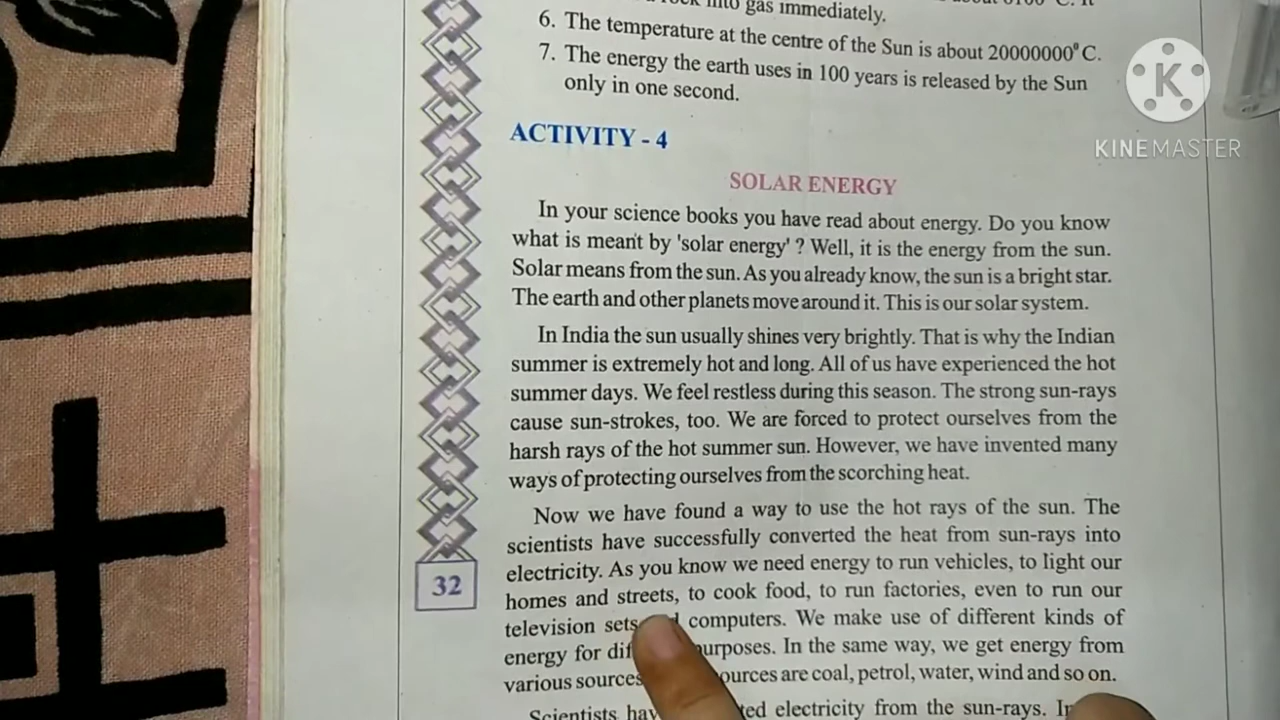 into gas immediately.
6. The temperature at the centre of the Sun is about 20000000⁰ C.
7. The energy the earth uses in 100 years is released by the Sun
only in one second.
K
KINEMASTER
ACTIVITY - 4
SOLAR ENERGY
In your science books you have read about energy. Do you know
what is meant by 'solar energy' ? Well, it is the energy from the sun.
Solar means from the sun. As you already know, the sun is a bright star.
The earth and other planets move around it. This is our solar system.
In India the sun usually shines very brightly. That is why the Indian
summer is extremely hot and long. All of us have experienced the hot
summer days. We feel restless during this season. The strong sun-rays
cause sun-strokes, too. We are forced to protect ourselves from the
harsh rays of the hot summer sun. However, we have invented many
ways of protecting ourselves from the scorching heat.
Now we have found a way to use the hot rays of the sun. The
scientists have successfully converted the heat from sun-rays into
electricity. As you know we need energy to run vehicles, to light our
homes and streets, to cook food, to run factories, even to run our
television sets computers. We make use of different kinds of
energy for purposes. In the same way, we get energy from
various sources are coal, petrol, water, wind and so on.
Scientists electricity from the sun-rays.
32